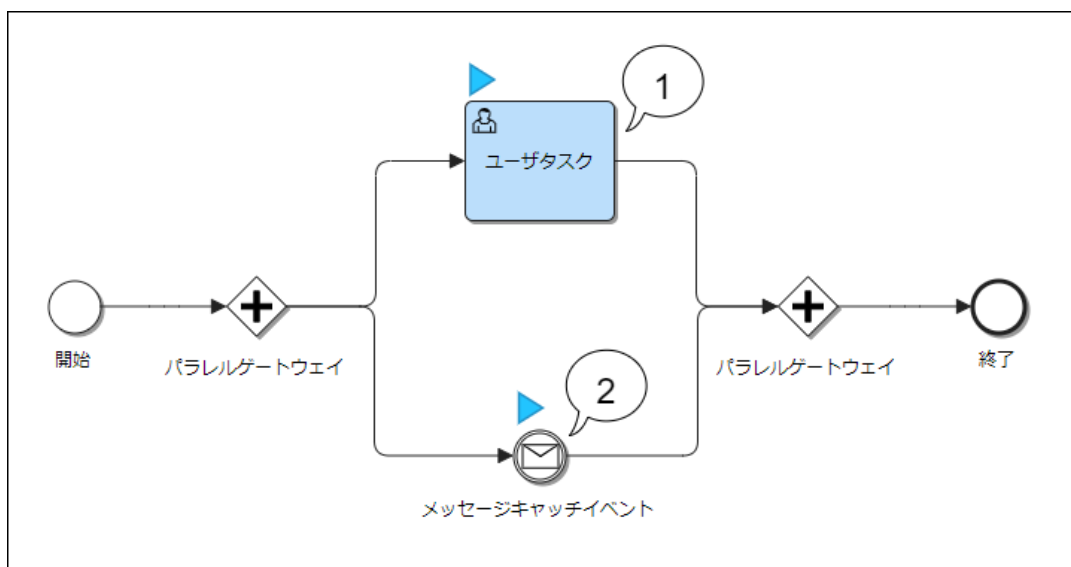 1
ユーザタスク
開始
パラレルゲートウェイ
パラレルゲートウェイ
終了
2
メッセージキャッチイベント